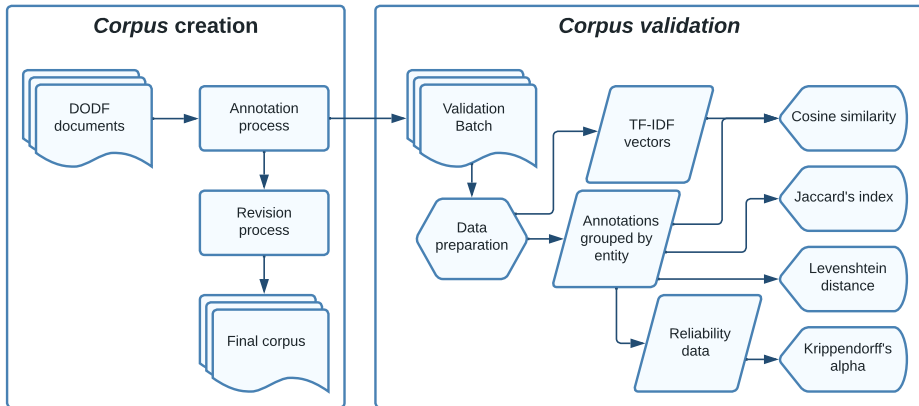 Corpus creation
DODF
documents
Annotation
process
Revision
process
Final corpus
Corpus validation
Validation
Batch
Data
preparation
TF-IDF
vectors
Annotations
grouped by
entity
Reliability
data
Cosine similarity
Jaccard's index
Levenshtein
distance
Krippendorff's
alpha